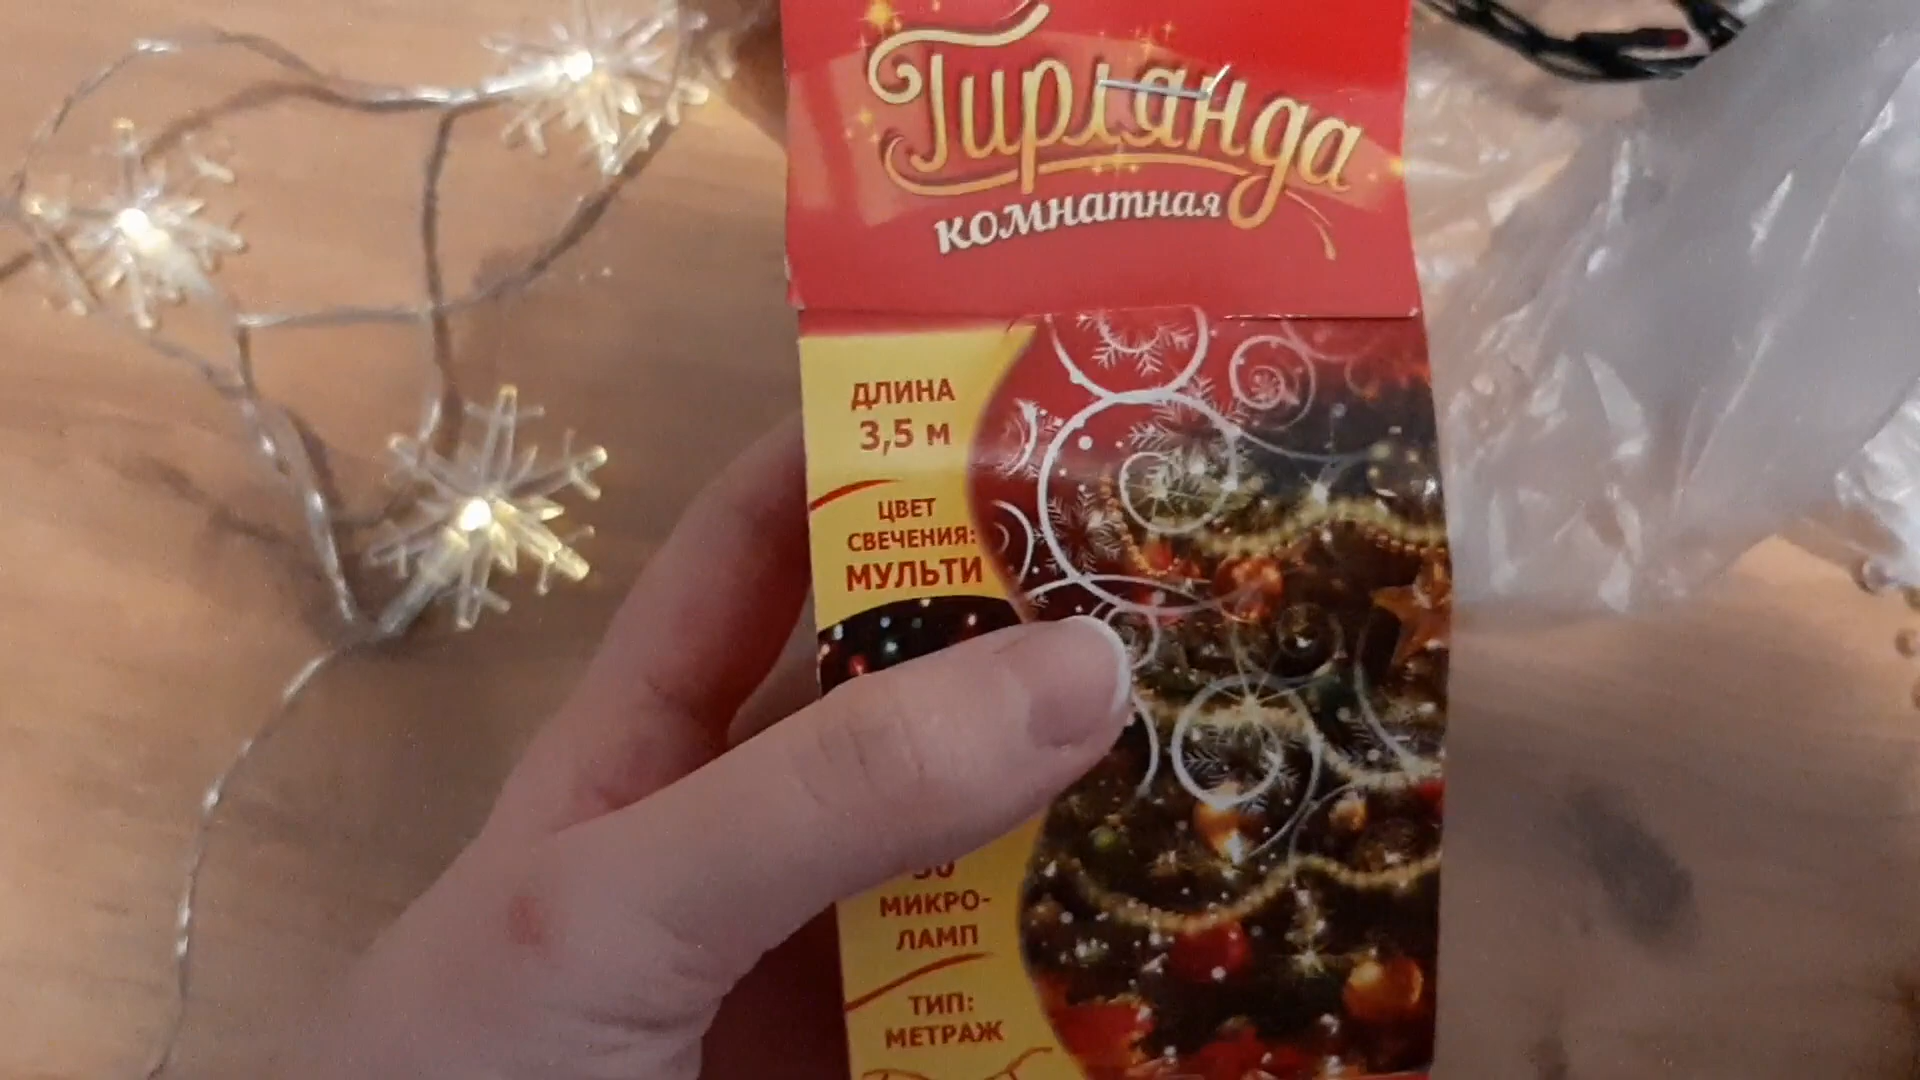 Гирлянда
комнатная
ДЛИНА
3,5 м
ЦВЕТ
СВЕЧЕНИЯ:
МУЛЬТИ
МИКРО-
ЛАМП
ТИП:
МЕТРАЖ